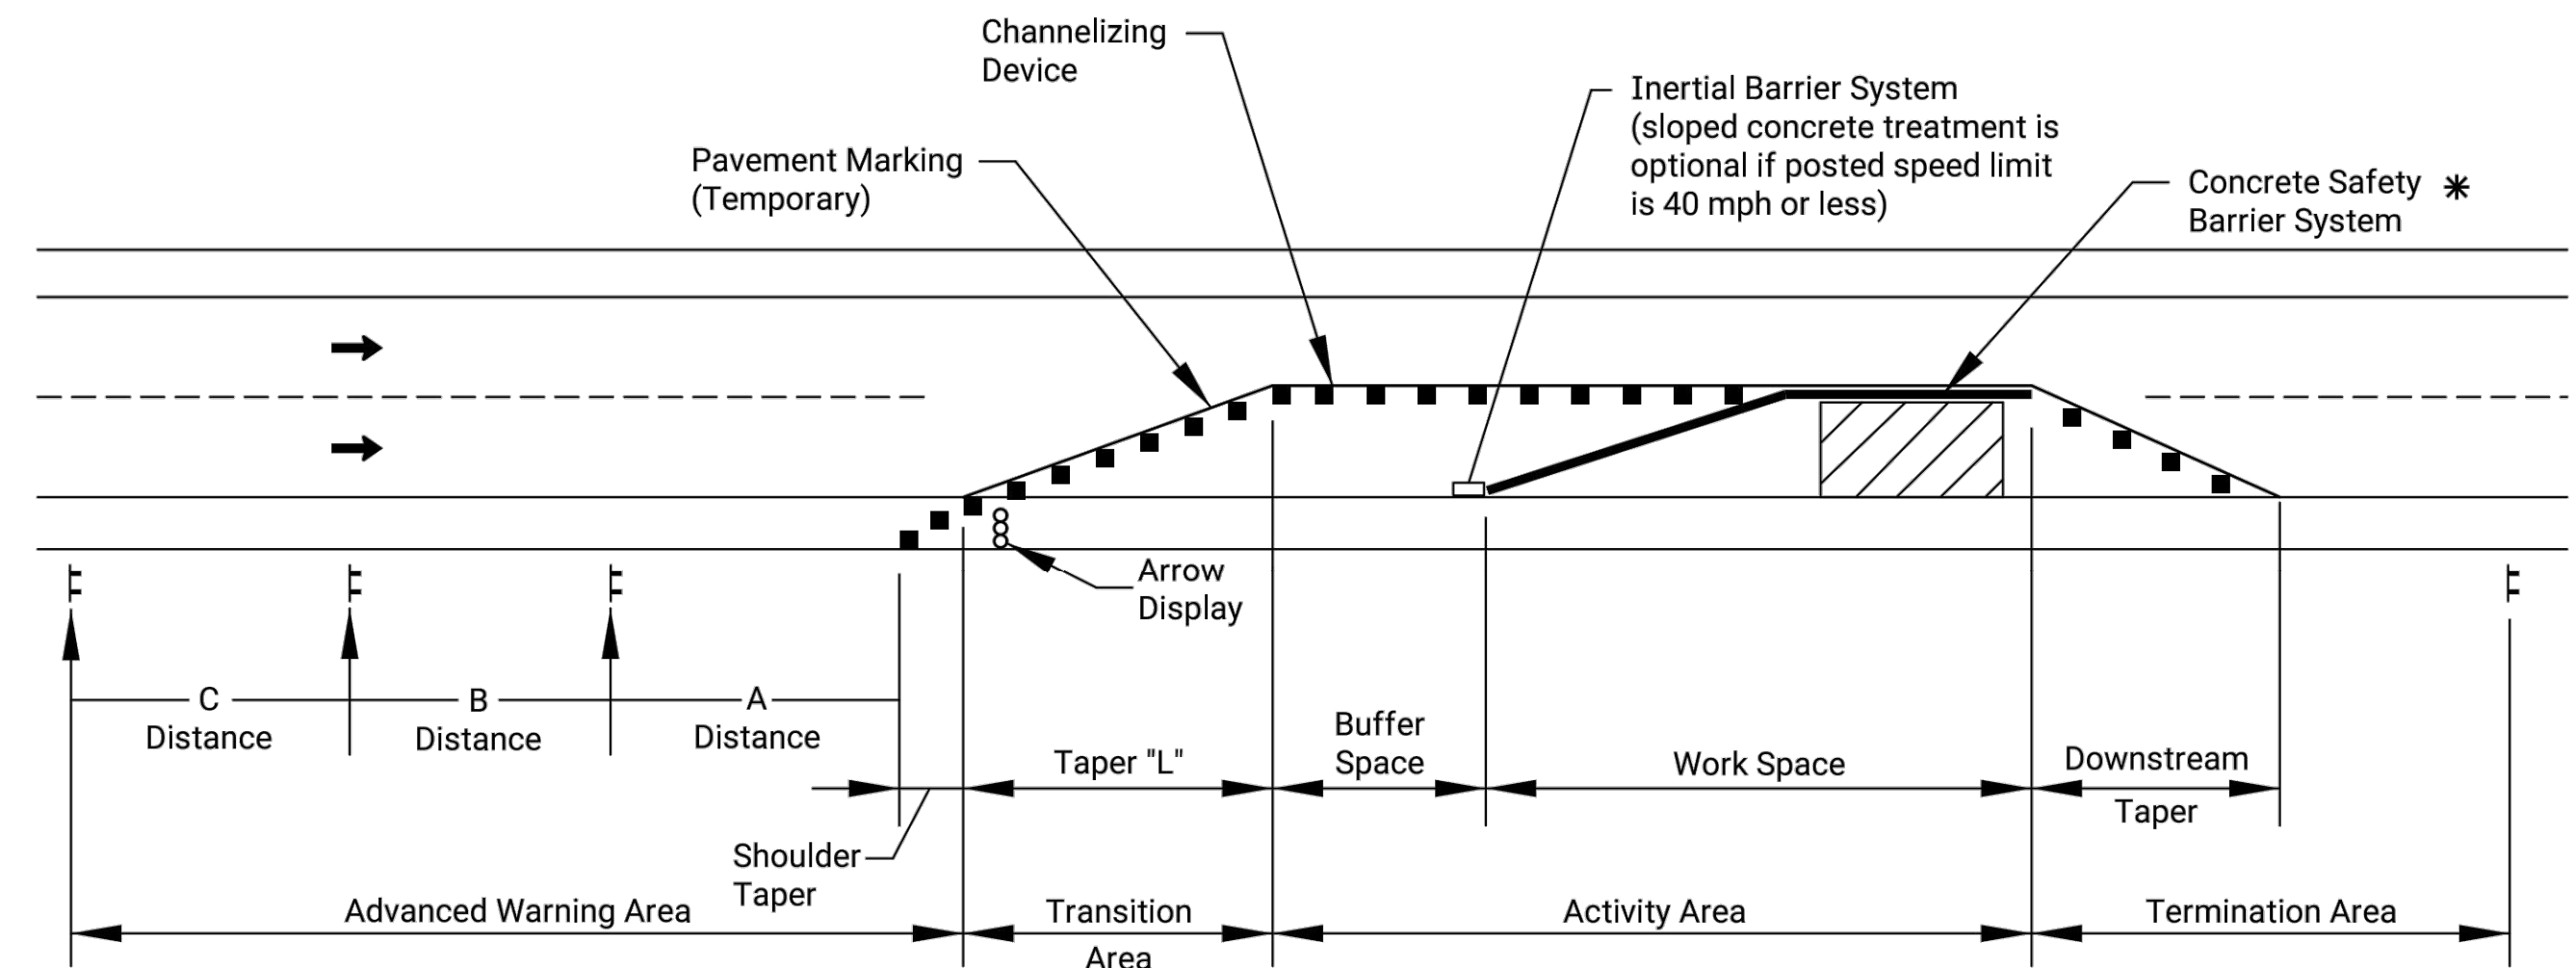 Channelizing
Device
Inertial Barrier System
(sloped concrete treatment is
optional if posted speed limit
is 40 mph or less)
Pavement Marking
(Temporary)
Concrete Safety *
Barrier System
Arrow
Display
C
Distance
B
Distance
A
Distance
Shoulder
Taper
Taper "L"
Buffer
Space
Work Space
Downstream
Taper
Advanced Warning Area
Transition
Area
Activity Area
Termination Area